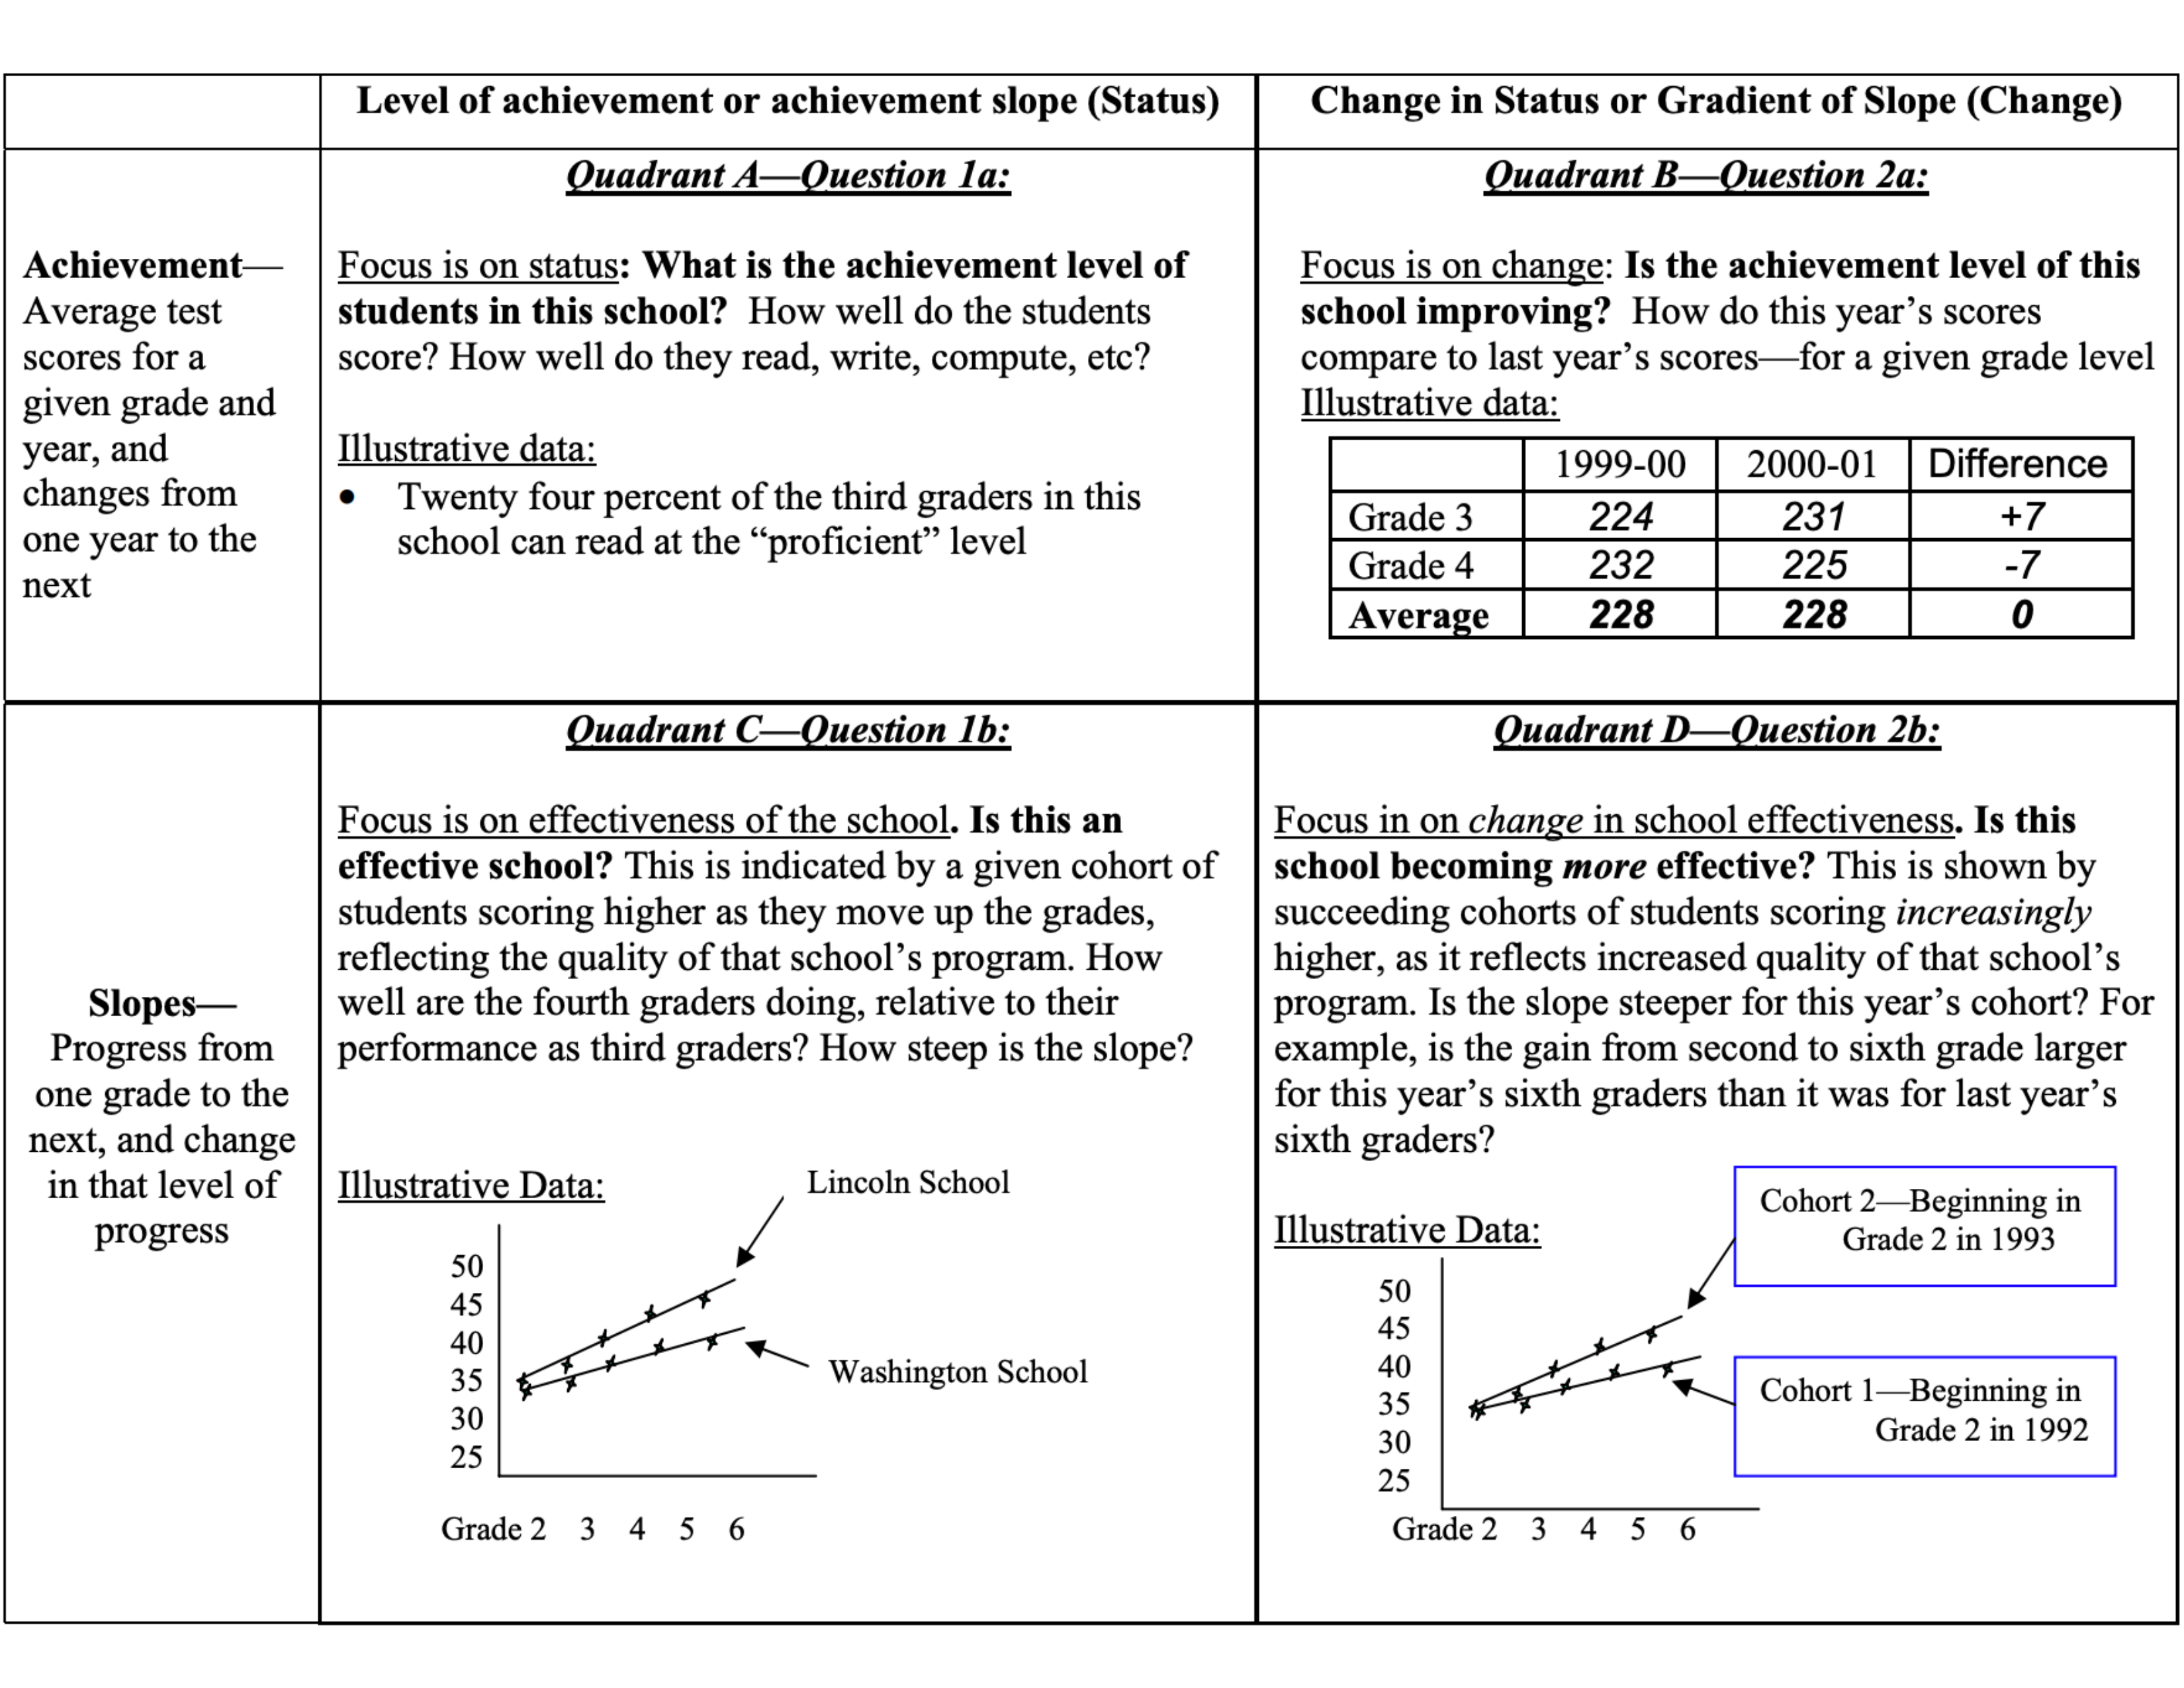 Level of achievement or achievement slope (Status)
Change in Status or Gradient of Slope (Change)
Achievement—
Average test
scores for a
given grade and
year, and
changes from
one year to the
next
Quadrant A—Question 1a:
Focus is on status: What is the achievement level of
students in this school?  How well do the students
score? How well do they read, write, compute, etc?
Illustrative data:
• Twenty four percent of the third graders in this
school can read at the “proficient” level
Quadrant B—Question 2a:
Focus is on change: Is the achievement level of this
school improving?  How do this year’s scores
compare to last year’s scores—for a given grade level
Illustrative data:
1999-00 2000-01 Difference
Grade 3 224 231 +7
Grade 4 232 225 -7
Average 228 228 0
Slopes—
Progress from
one grade to the
next, and change
in that level of
progress
Quadrant C—Question 1b:
Focus is on effectiveness of the school. Is this an
effective school? This is indicated by a given cohort of
students scoring higher as they move up the grades,
reflecting the quality of that school’s program. How
well are the fourth graders doing, relative to their
performance as third graders? How steep is the slope?
Illustrative Data:
Lincoln School
50
45
40
35
30
25
Washington School
Grade 2 3 4 5 6
Quadrant D—Question 2b:
Focus in on change in school effectiveness. Is this
school becoming more effective? This is shown by
succeeding cohorts of students scoring increasingly
higher, as it reflects increased quality of that school’s
program. Is the slope steeper for this year’s cohort? For
example, is the gain from second to sixth grade larger
for this year’s sixth graders than it was for last year’s
sixth graders?
Illustrative Data:
Cohort 2—Beginning in
Grade 2 in 1993
50
45
40
35
30
25
Cohort 1—Beginning in
Grade 2 in 1992
Grade 2 3 4 5 6